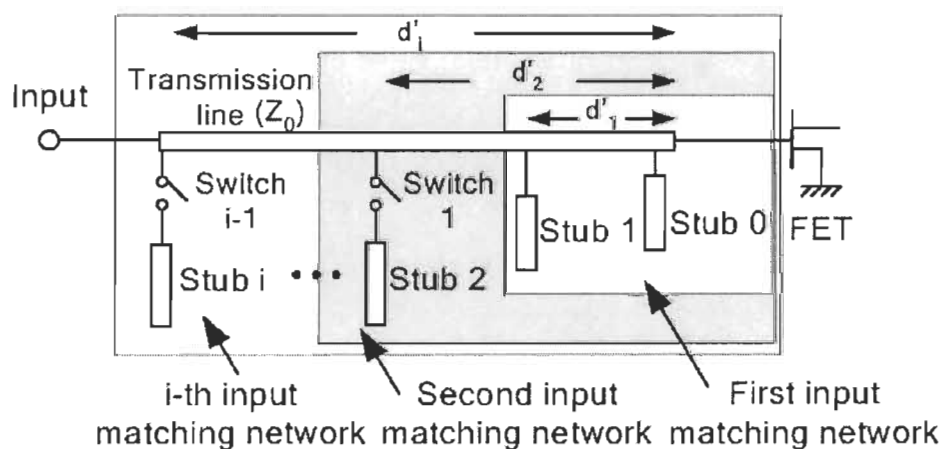 d'i
d'2
Transmission
Input
line (Z0)
d'1
Switch
i-1
Switch
1
Stub 1
Stub 0
FET
Stub i
Stub 2
i-th input
matching network
Second input
matching network
First input
matching network